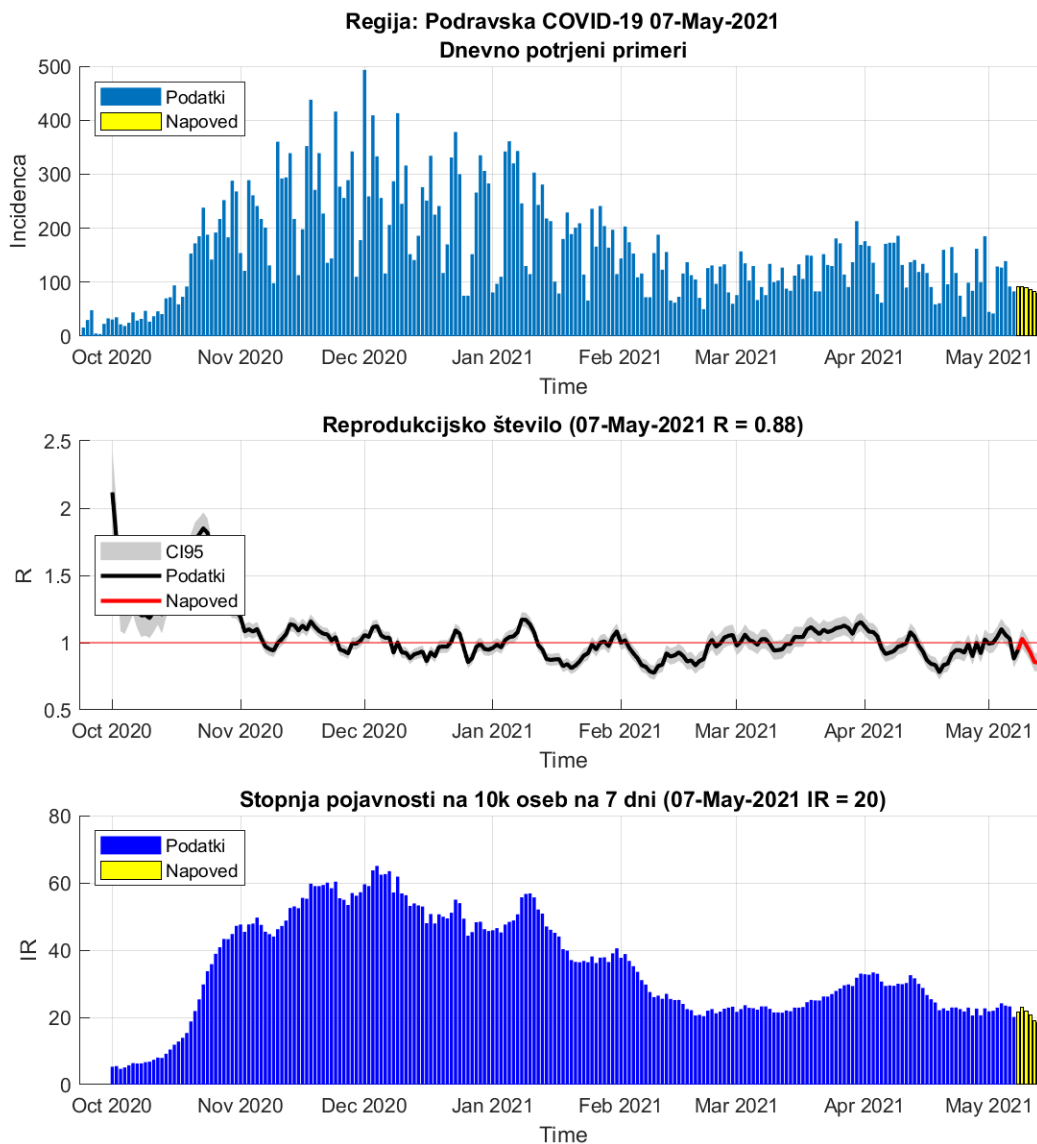 Regija: Podravska COVID-19 07-May-2021
Dnevno potrjeni primeri
500
400
300
200
100
0
Incidenca
Podatki
Napoved
Oct 2020 Nov 2020 Dec 2020 Jan 2021 Feb 2021 Mar 2021 Apr 2021 May 2021
Time
Reprodukcijsko število (07-May-2021 R = 0.88)
2.5
2
1.5
1
0.5
R
CI95
Podatki
Napoved
Oct 2020 Nov 2020 Dec 2020 Jan 2021 Feb 2021 Mar 2021 Apr 2021 May 2021
Time
Stopnja pojavnosti na 10k oseb na 7 dni (07-May-2021 IR = 20)
80
60
40
20
0
IR
Podatki
Napoved
Oct 2020 Nov 2020 Dec 2020 Jan 2021 Feb 2021 Mar 2021 Apr 2021 May 2021
Time